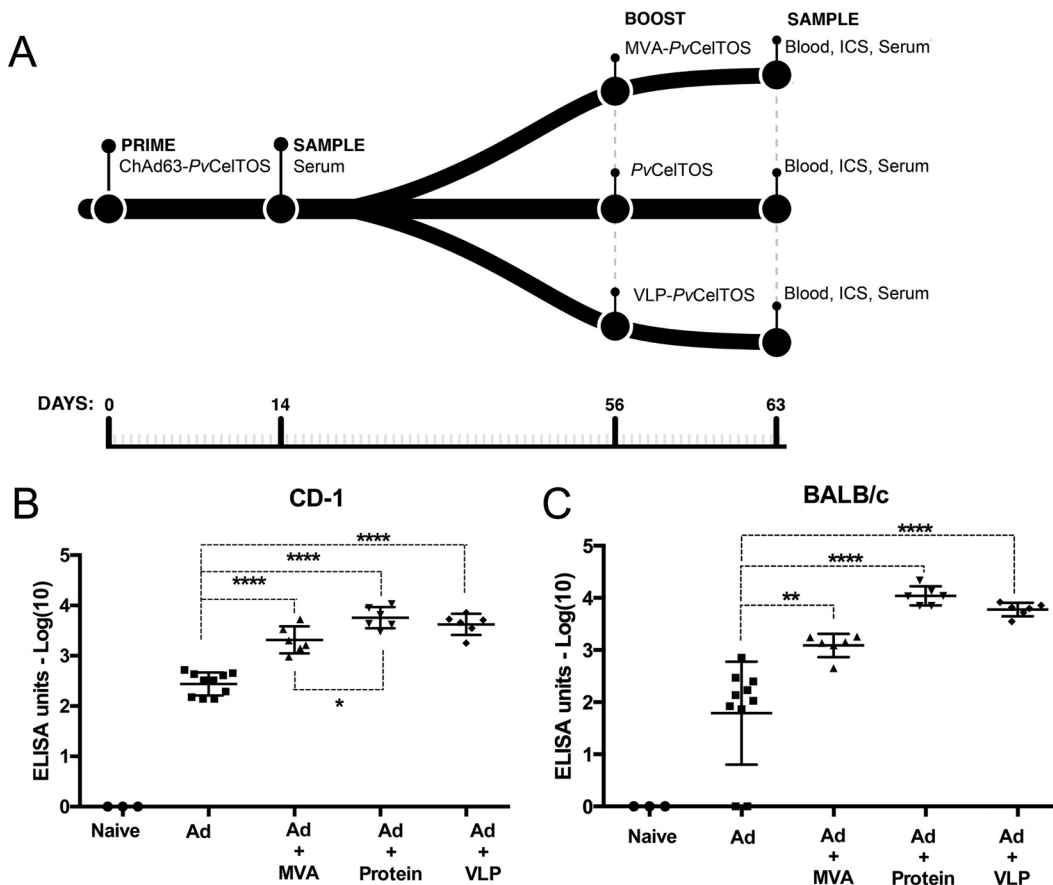 A
PRIME
ChAd63-PvCelTOS
SAMPLE
Serum
BOOST
MVA-PvCelTOS
SAMPLE
Blood, ICS, Serum
PvCelTOS
Blood, ICS, Serum
VLP-PvCelTOS
Blood, ICS, Serum
DAYS: 0 14 56 63
B
CD-1
ELISA units - Log(10)
5
4
3
2
1
0
****
****
****
*
Naive
Ad
Ad
+
MVA
Ad
+
Protein
Ad
+
VLP
C
BALB/c
ELISA units - Log(10)
5
4
3
2
1
0
****
****
**
Naive
Ad
Ad
+
MVA
Ad
+
Protein
Ad
+
VLP